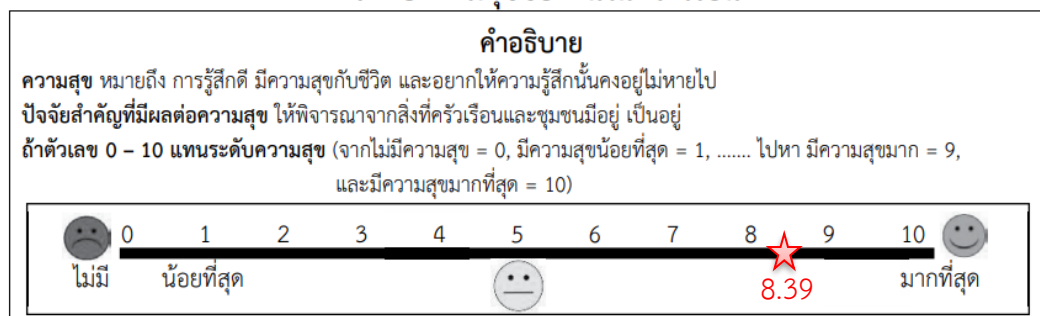 คำอธิบาย
ความสุข หมายถึง การรู้สึกดี มีความสุขกับชีวิต และอยากให้ความรู้สึกนั้นคงอยู่ไม่หายไป
ปัจจัยสำคัญที่มีผลต่อความสุข ให้พิจารณาจากสิ่งที่ครัวเรือนและชุมชนมีอยู่ เป็นอยู่
ถ้าตัวเลข 0 – 10 แทนระดับความสุข (จากไม่มีความสุข = 0, มีความสุขน้อยที่สุด = 1, ....... ไปหา มีความสุขมาก = 9,
และมีความสุขมากที่สุด = 10)
0 1 2 3 4 5 6 7 8 9 10
ไม่มี น้อยที่สุด มากที่สุด
8.39